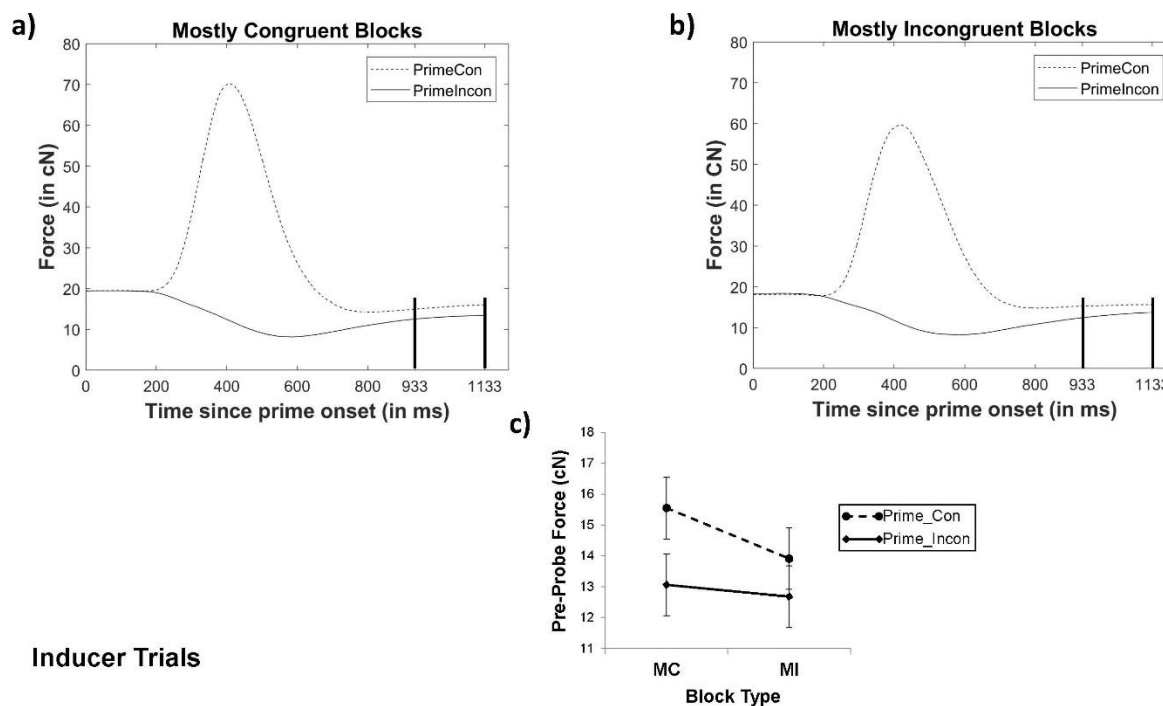 a)
Mostly Congruent Blocks
80
70
60
50
40
30
20
10
0
Force (in cN)
PrimeCon
PrimeIncon
0 200 400 600 800 933 1133
Time since prime onset (in ms)
b)
Mostly Incongruent Blocks
80
70
60
50
40
30
20
10
0
Force (in CN)
PrimeCon
PrimeIncon
0 200 400 600 800 933 1133
Time since prime onset (in ms)
c)
18
17
16
15
14
13
12
11
Pre-Probe Force (cN)
Prime_Con
Prime_Incon
MC MI
Block Type
Inducer Trials